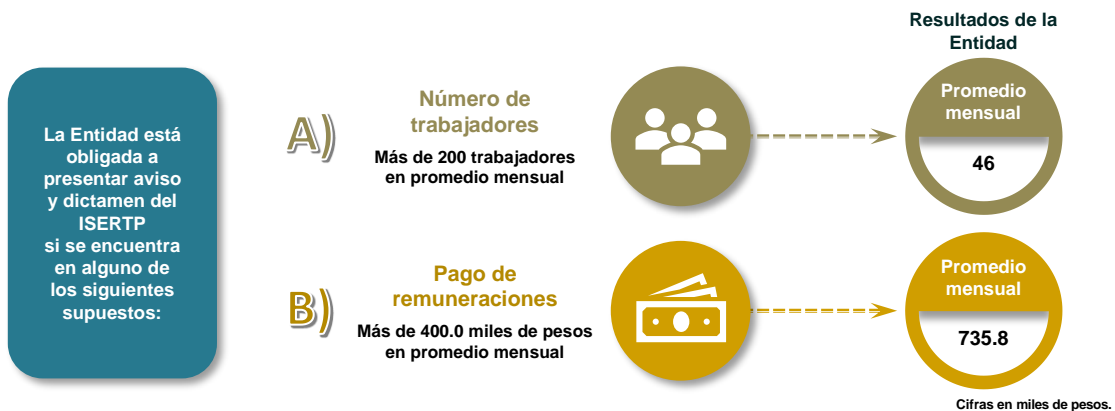 La Entidad está
obligada a
presentar aviso
y dictamen del
ISERTP
si se encuentra
en alguno de
los siguientes
supuestos:
A)
Número de
trabajadores
Más de 200 trabajadores
en promedio mensual
Resultados de la
Entidad
Promedio
mensual
46
B)
Pago de
remuneraciones
Más de 400.0 miles de pesos
en promedio mensual
Promedio
mensual
735.8
Cifras en miles de pesos.